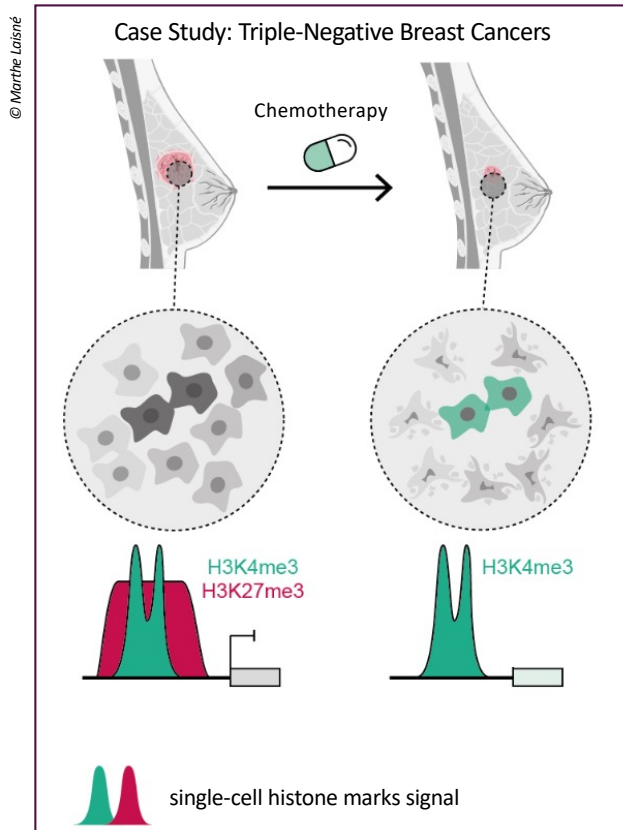 © Marthe Laisné
Case Study: Triple-Negative Breast Cancers
Chemotherapy
H3K4me3
H3K27me3
H3K4me3
single-cell histone marks signal